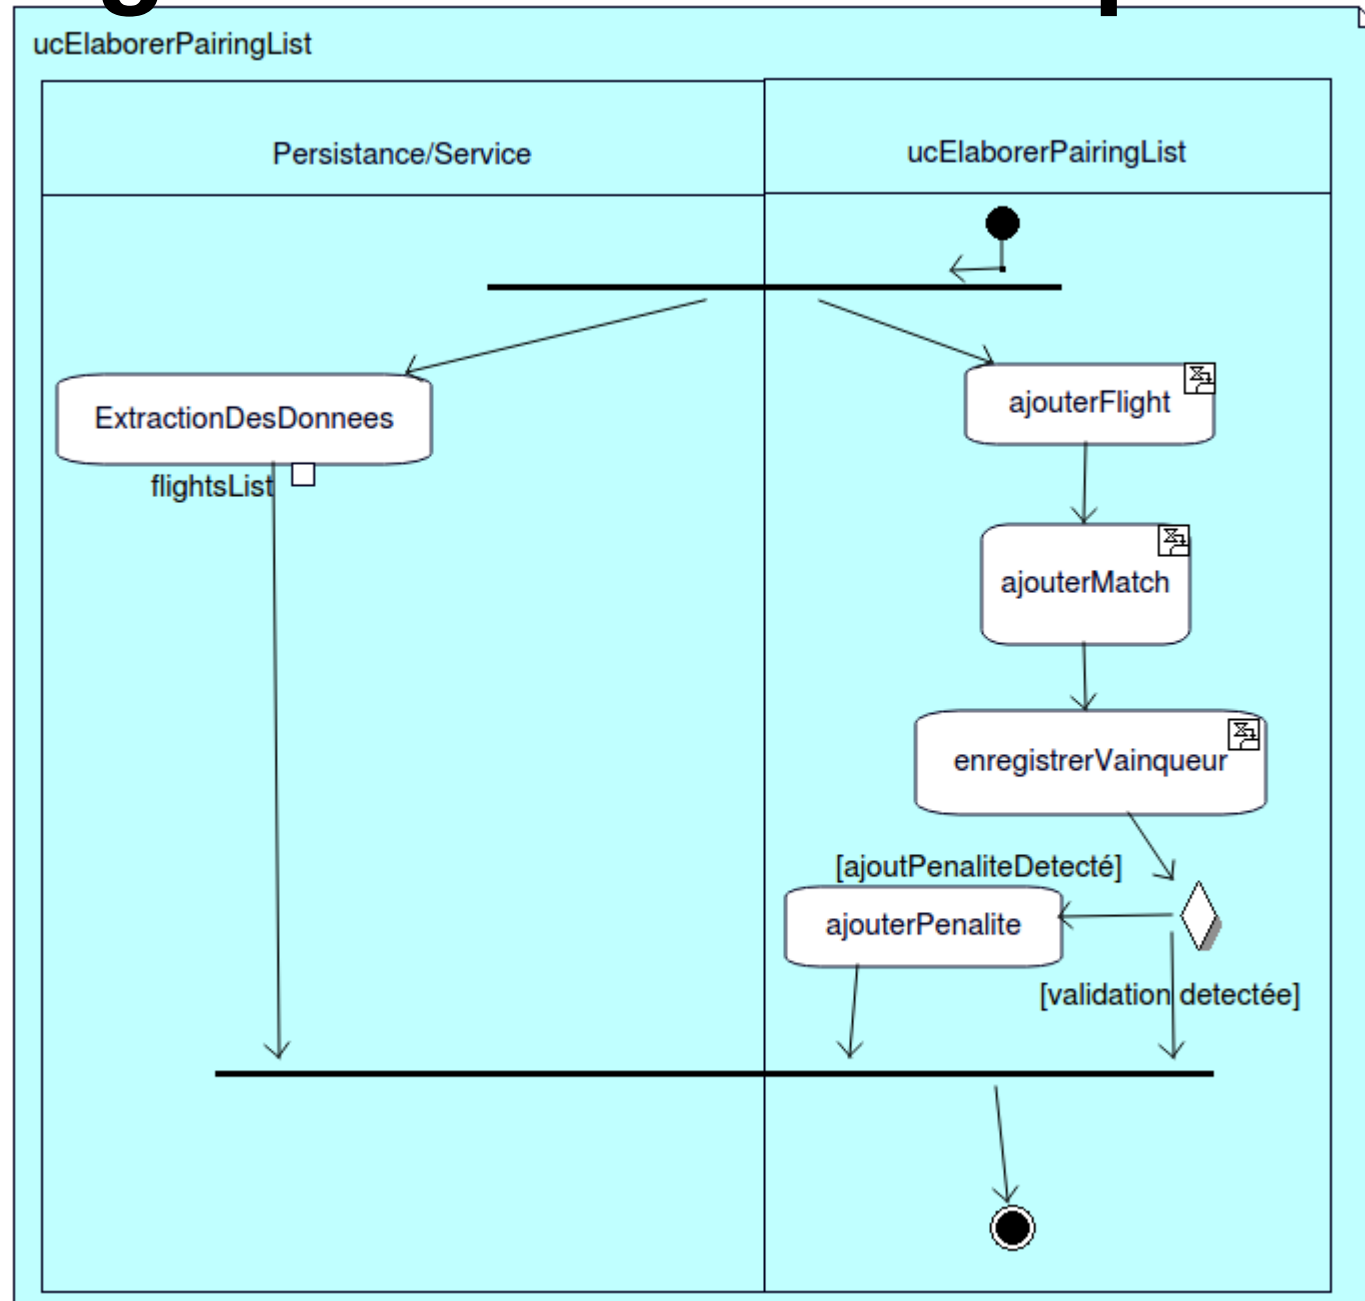 ucElaborerPairingList
Persistance/Service
ucElaborerPairingList
ExtractionDesDonnees
flightsList
ajouterFlight
ajouterMatch
enregistrerVainqueur
[ajoutPenaliteDetecté]
ajouterPenalite
[validation detectée]